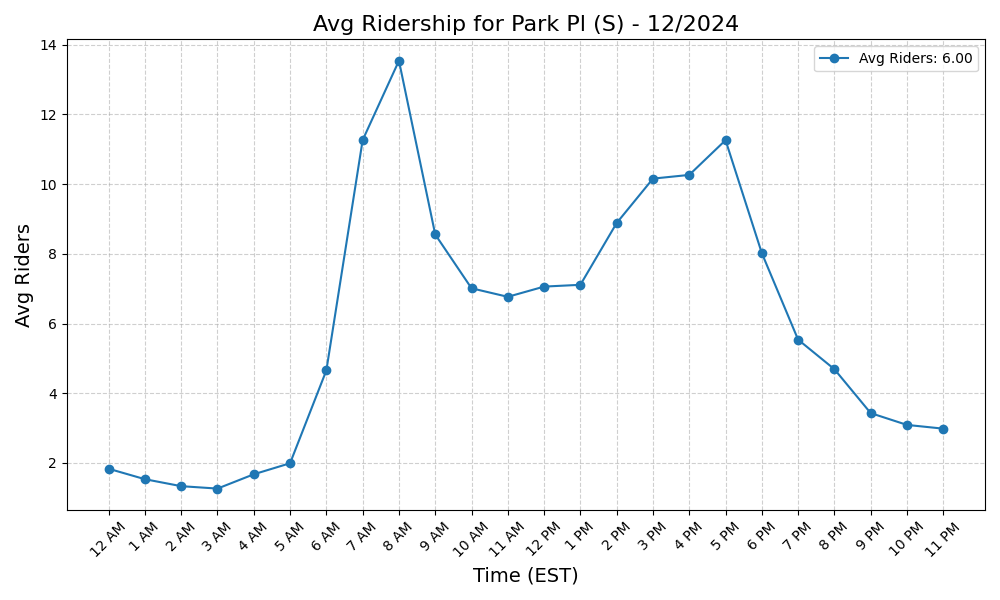 Avg Ridership for Park Pl (S) - 12/2024
Avg Riders: 6.00
Avg Riders
14
12
10
8
6
4
2
12 AM
1 AM
2 AM
3 AM
4 AM
5 AM
6 AM
7 AM
8 AM
9 AM
10 AM
11 AM
12 PM
1 PM
2 PM
3 PM
4 PM
5 PM
6 PM
7 PM
8 PM
9 PM
10 PM
11 PM
Time (EST)